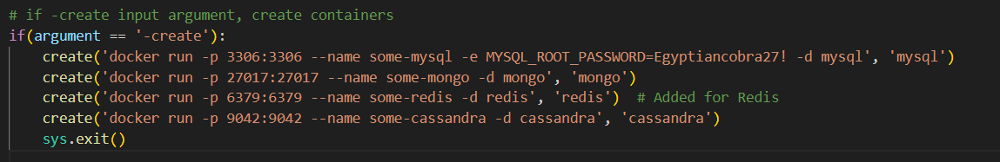 # if -create input argument, create containers
if(argument == '-create'):
    create('docker run -p 3306:3306 --name some-mysql -e MYSQL_ROOT_PASSWORD=Egyptiancobra27! -d mysql', 'mysql')
    create('docker run -p 27017:27017 --name some-mongo -d mongo', 'mongo')
    create('docker run -p 6379:6379 --name some-redis -d redis', 'redis')  # Added for Redis
    create('docker run -p 9042:9042 --name some-cassandra -d cassandra', 'cassandra')
    sys.exit()